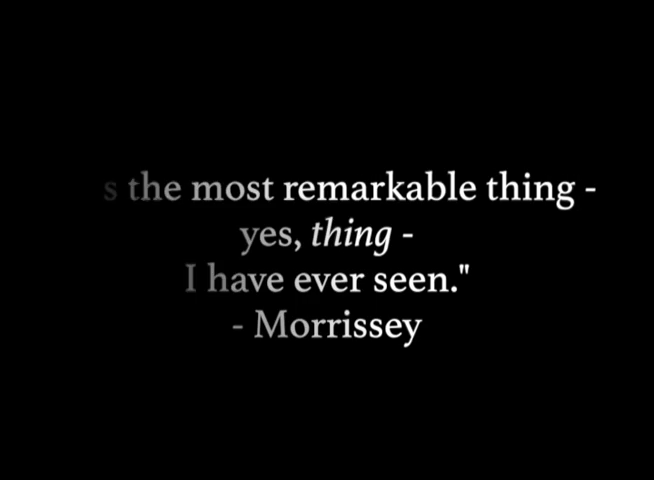 s the most remarkable thing -
yes, thing -
I have ever seen."
- Morrissey